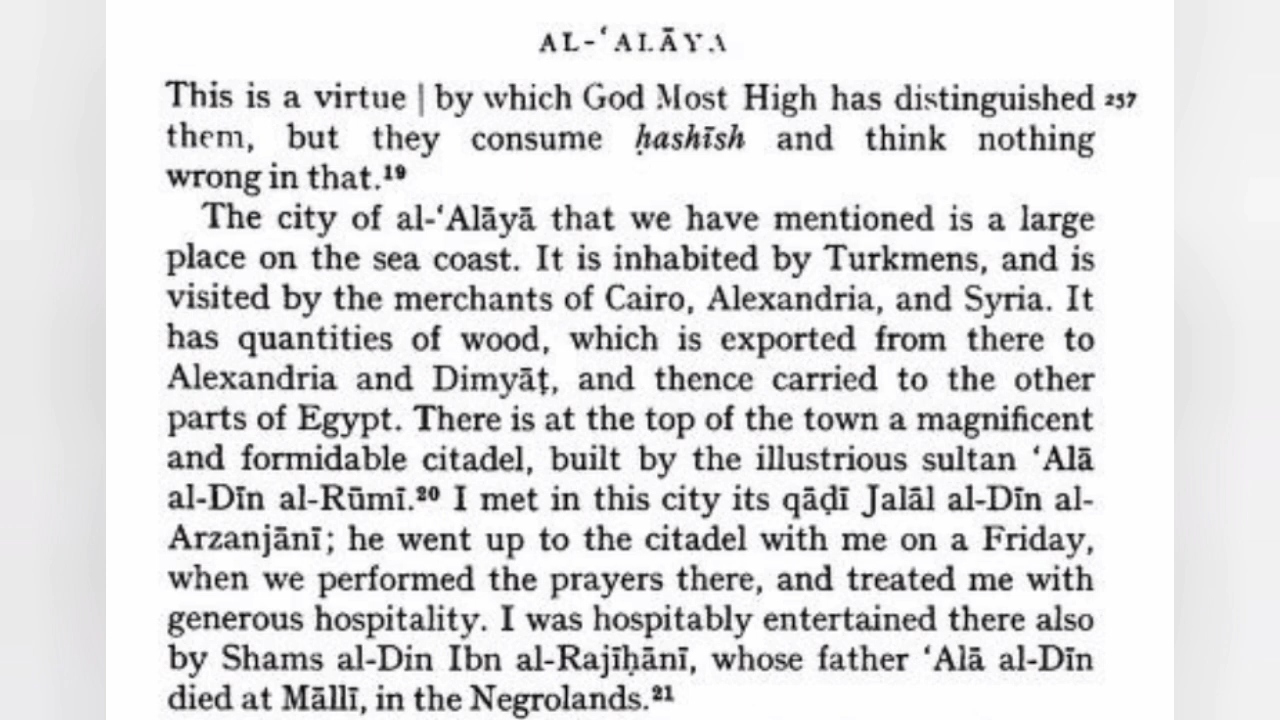 AL-ʿALĀYA
This is a virtue | by which God Most High has distinguished 257
them, but they consume ḥashīsh and think nothing
wrong in that.¹⁹
The city of al-ʿAlāyā that we have mentioned is a large
place on the sea coast. It is inhabited by Turkmens, and is
visited by the merchants of Cairo, Alexandria, and Syria. It
has quantities of wood, which is exported from there to
Alexandria and Dimyāṭ, and thence carried to the other
parts of Egypt. There is at the top of the town a magnificent
and formidable citadel, built by the illustrious sultan ʿAlā
al-Dīn al-Rūmī.²⁰ I met in this city its qāḍī Jalāl al-Dīn al-
Arzanjānī; he went up to the citadel with me on a Friday,
when we performed the prayers there, and treated me with
generous hospitality. I was hospitably entertained there also
by Shams al-Din Ibn al-Rajīḥānī, whose father ʿAlā al-Dīn
died at Māllī, in the Negrolands.²¹